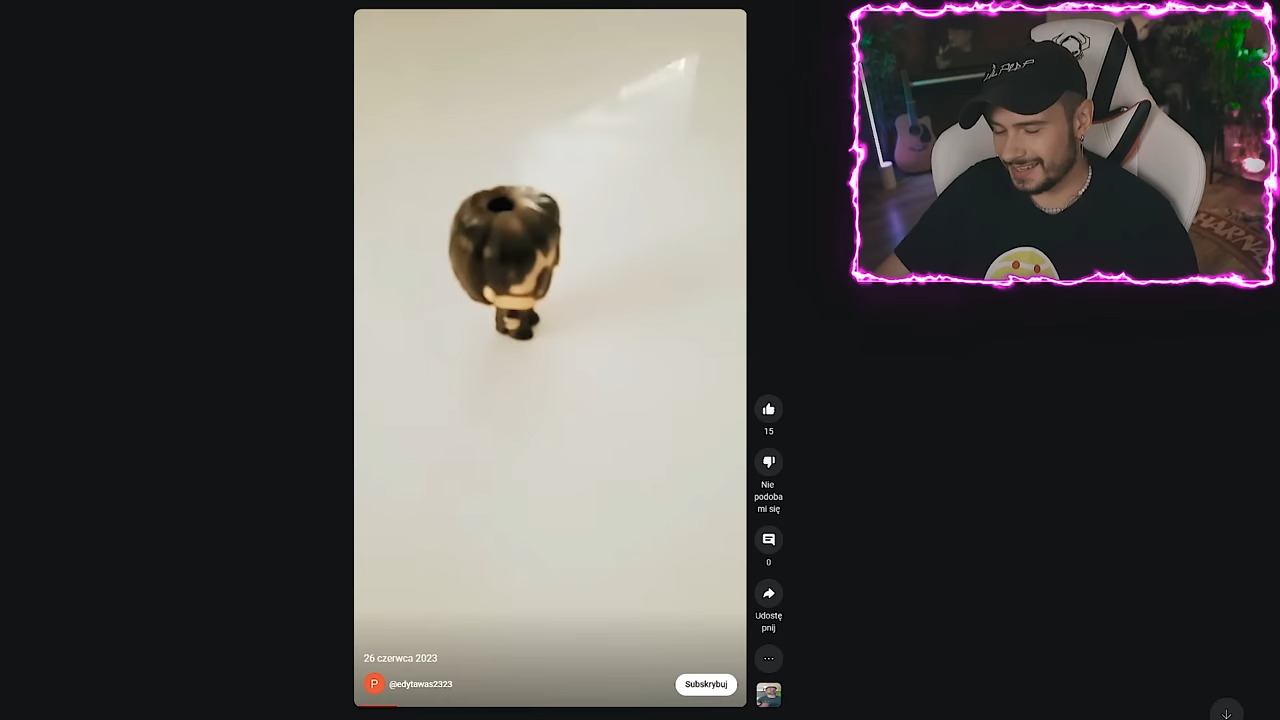 15
Nie
podoba
mi się
0
Udostę
pnij
26 czerwca 2023
P
@edytawas2323
Subskrybuj